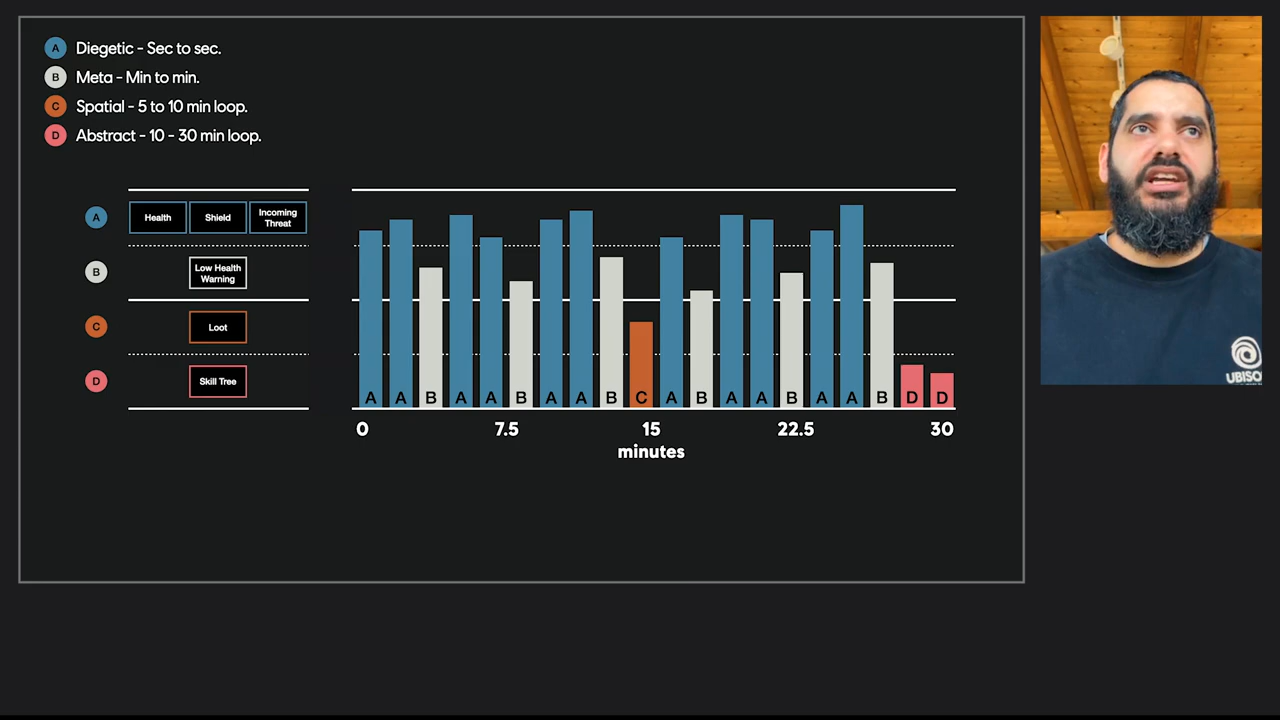 A Diegetic - Sec to sec.
B Meta - Min to min.
C Spatial - 5 to 10 min loop.
D Abstract - 10 - 30 min loop.
A Health Shield Incoming
Threat
B Low Health
Warning
C Loot
D Skill Tree
A A B A A B A A B C A B A A B A A B D D
0 7.5 15 22.5 30
minutes
UBISO